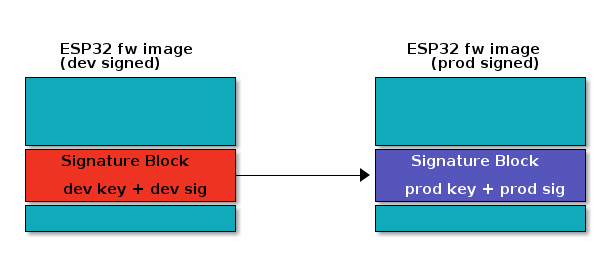 ESP32 fw image
(dev signed)
Signature Block
dev key + dev sig
ESP32 fw image
(prod signed)
Signature Block
prod key + prod sig